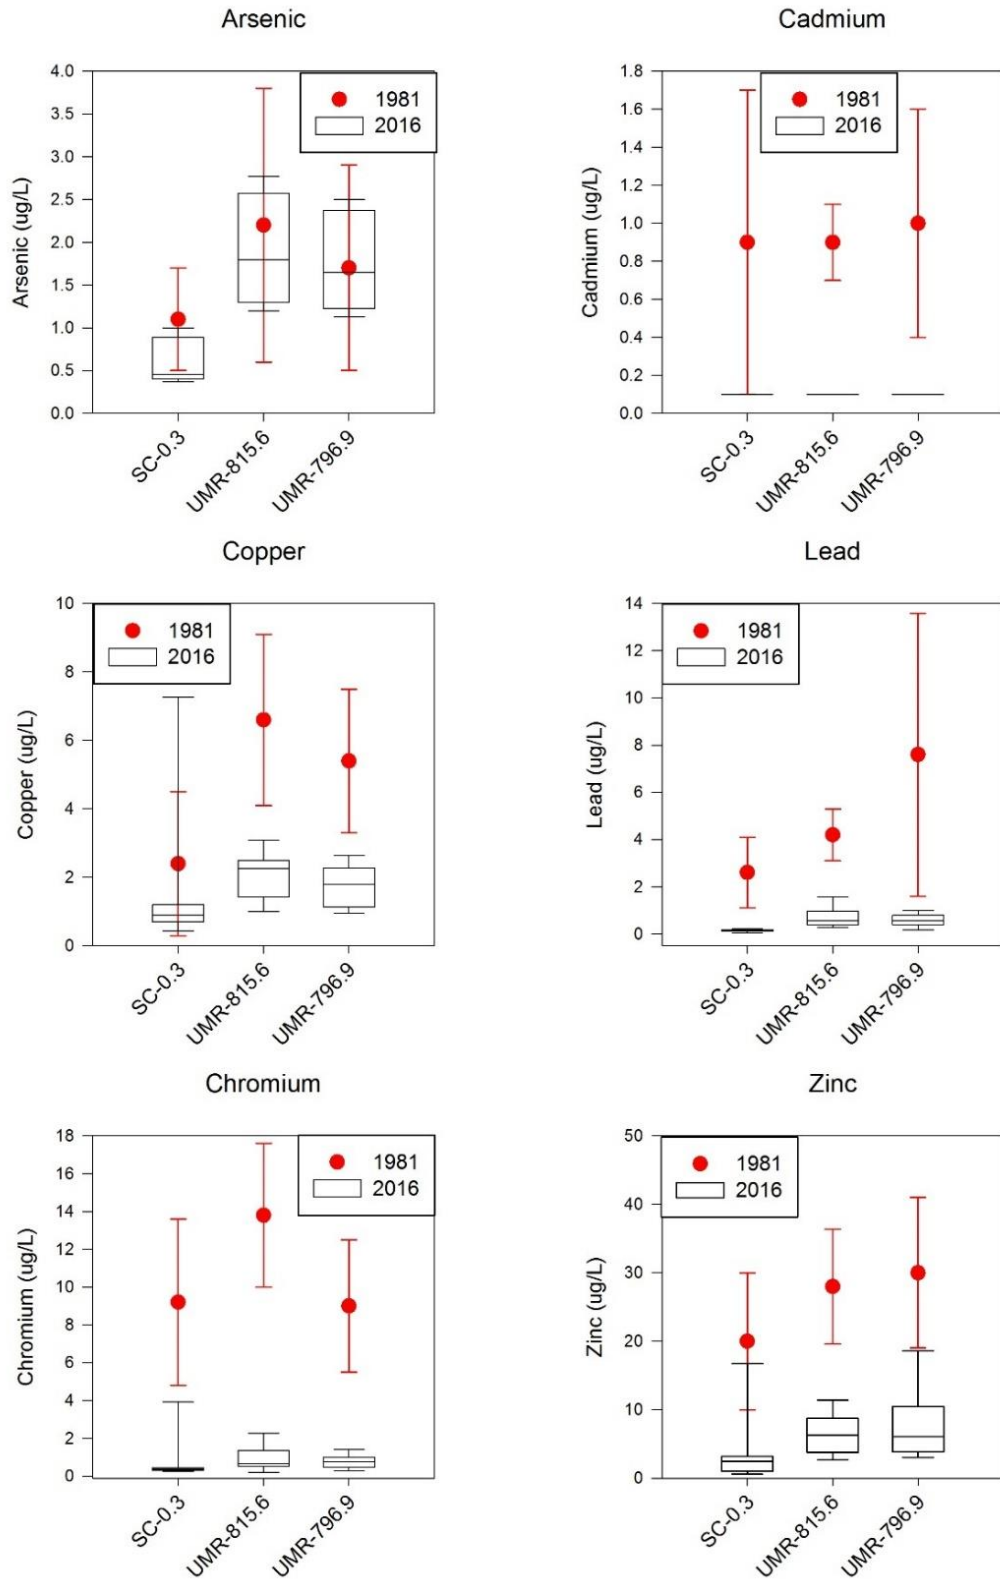 Arsenic
Arsenic (ug/L)
4.0
3.5
3.0
2.5
2.0
1.5
1.0
0.5
0.0
1981
2016
SC-0.3
UMR-815.6
UMR-796.9
Cadmium
Cadmium (ug/L)
1.8
1.6
1.4
1.2
1.0
0.8
0.6
0.4
0.2
0.0
1981
2016
SC-0.3
UMR-815.6
UMR-796.9
Copper
Copper (ug/L)
10
8
6
4
2
0
1981
2016
SC-0.3
UMR-815.6
UMR-796.9
Lead
Lead (ug/L)
14
12
10
8
6
4
2
0
1981
2016
SC-0.3
UMR-815.6
UMR-796.9
Chromium
Chromium (ug/L)
18
16
14
12
10
8
6
4
2
0
1981
2016
SC-0.3
UMR-815.6
UMR-796.9
Zinc
Zinc (ug/L)
50
40
30
20
10
0
1981
2016
SC-0.3
UMR-815.6
UMR-796.9